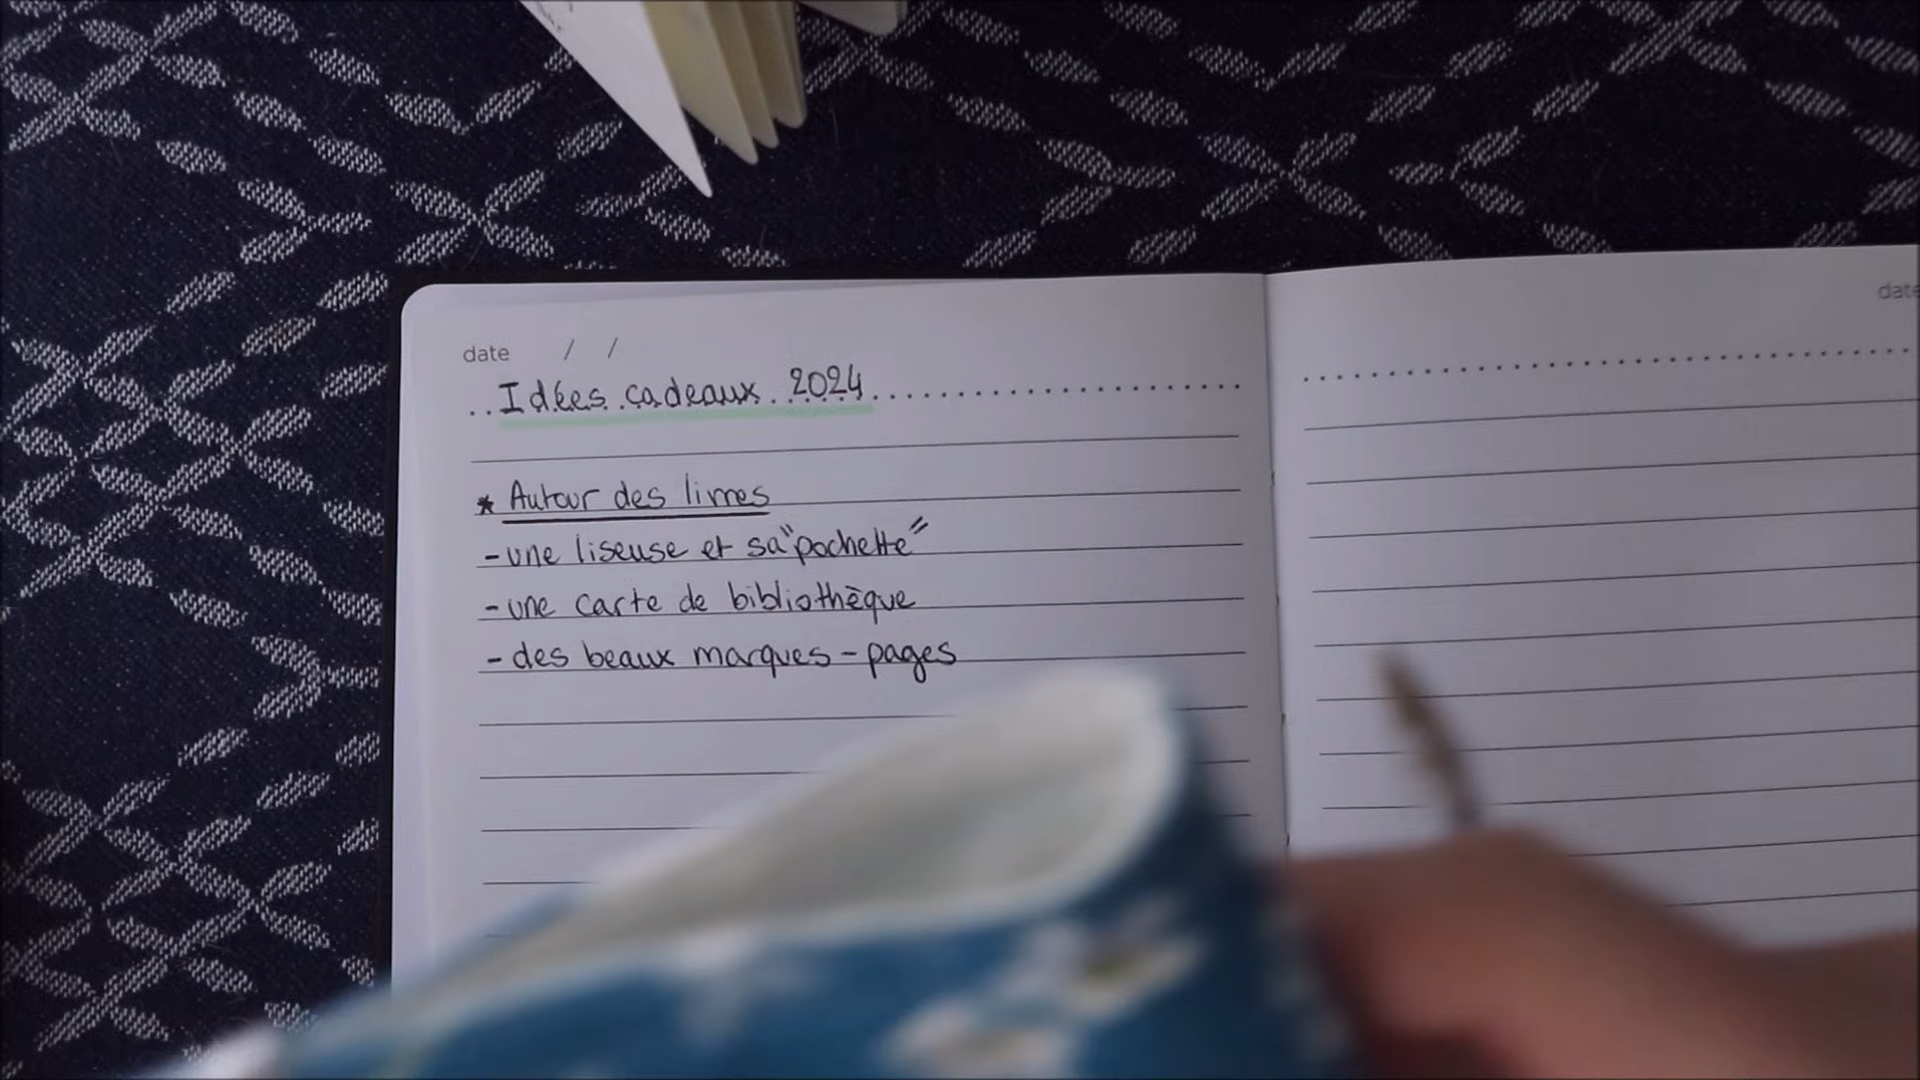 date / /
Idées cadeaux 2024
* Autour des livres
- une liseuse et sa "pochette"
- une carte de bibliothèque
- des beaux marques-pages
date